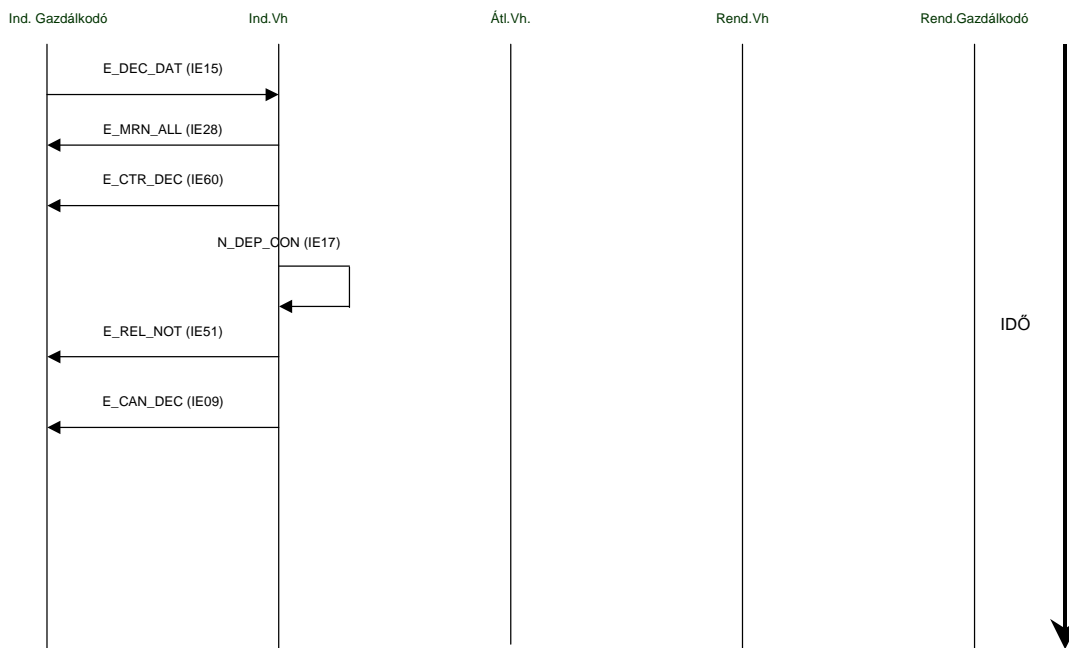 Ind. Gazdálkodó
Ind.Vh
Átl.Vh.
Rend.Vh
Rend.Gazdálkodó
E_DEC_DAT (IE15)
E_MRN_ALL (IE28)
E_CTR_DEC (IE60)
N_DEP_CON (IE17)
IDŐ
E_REL_NOT (IE51)
E_CAN_DEC (IE09)